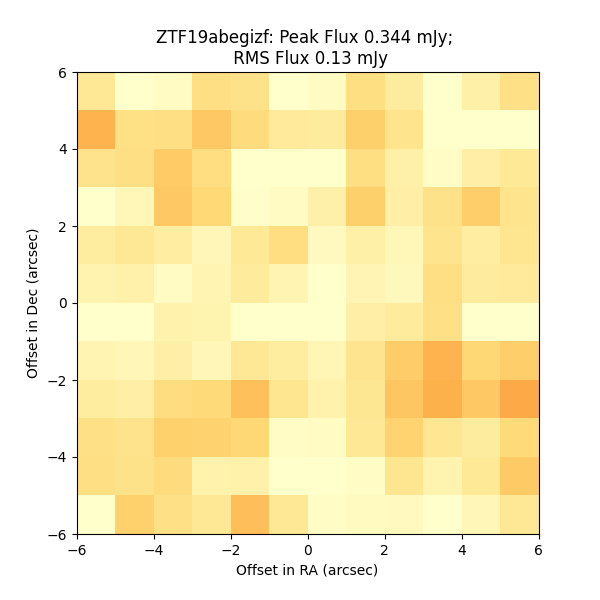 ZTF19abegizf: Peak Flux 0.344 mJy;
RMS Flux 0.13 mJy
6
4
2
0
−2
−4
−6
Offset in Dec (arcsec)
−6 −4 −2 0 2 4 6
Offset in RA (arcsec)